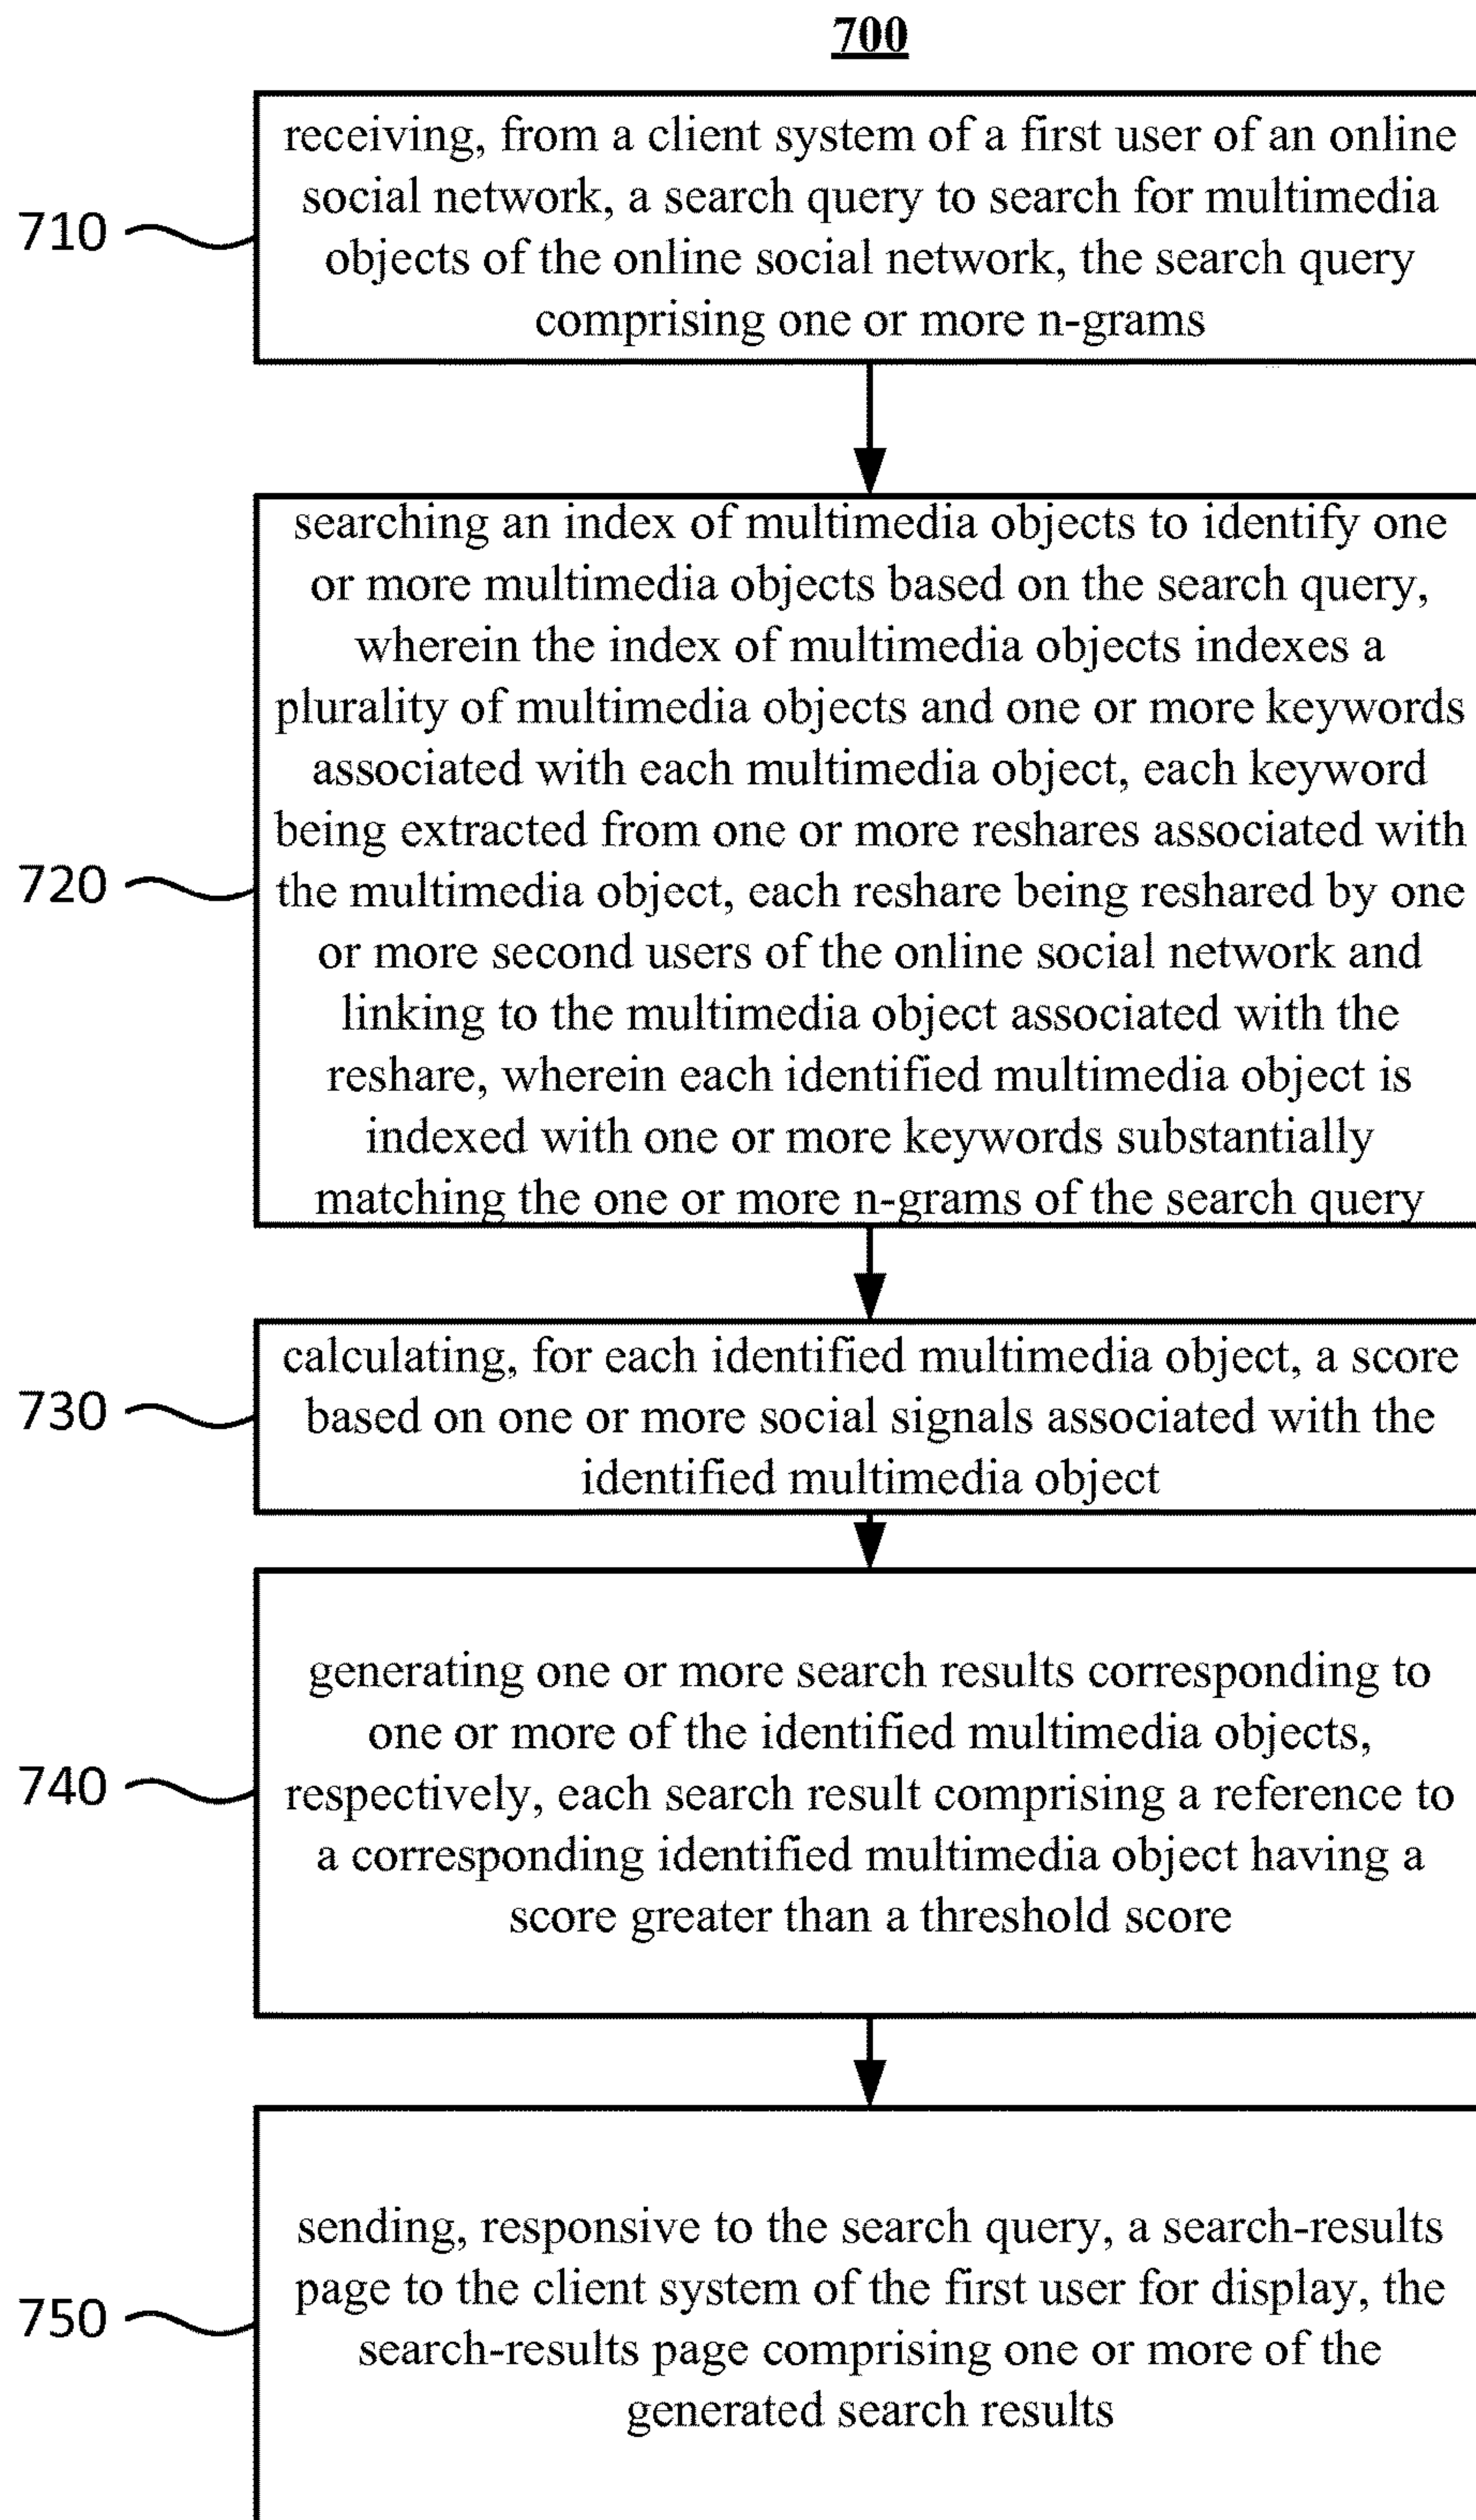 700
receiving, from a client system of a first user of an online
social network, a search query to search for multimedia
objects of the online social network, the search query
comprising one or more n-grams
710
searching an index of multimedia objects to identify one
or more multimedia objects based on the search query,
wherein the index of multimedia objects indexes a
plurality of multimedia objects and one or more keywords
associated with each multimedia object, each keyword
being extracted from one or more reshares associated with
the multimedia object, each reshare being reshared by one
or more second users of the online social network and
linking to the multimedia object associated with the
reshare, wherein each identified multimedia object is
indexed with one or more keywords substantially
matching the one or more n-grams of the search query
720
calculating, for each identified multimedia object, a score
based on one or more social signals associated with the
identified multimedia object
730
generating one or more search results corresponding to
one or more of the identified multimedia objects,
respectively, each search result comprising a reference to
a corresponding identified multimedia object having a
score greater than a threshold score
740
sending, responsive to the search query, a search-results
page to the client system of the first user for display, the
search-results page comprising one or more of the
generated search results
750